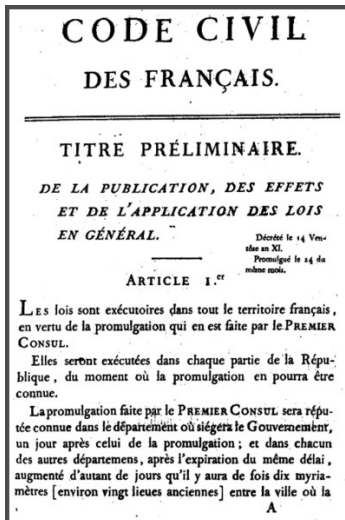 CODE CIVIL
DES FRANÇAIS.
TITRE PRÉLIMINAIRE.
DE LA PUBLICATION, DES EFFETS
ET DE L'APPLICATION DES LOIS
EN GÉNÉRAL.
Décrété le 14 Ven-
tôse an XI.
Promulgué le 24 du
même mois.
ARTICLE 1.er
LES lois sont exécutoires dans tout le territoire français,
en vertu de la promulgation qui en est faite par le PREMIER
CONSUL.
Elles seront exécutées dans chaque partie de la Répu-
blique, du moment où la promulgation en pourra être
connue.
La promulgation faite par le PREMIER CONSUL sera répu-
tée connue dans le département où siégera le Gouvernement,
un jour après celui de la promulgation; et dans chacun
des autres départemens, après l'expiration du même délai,
augmenté d'autant de jours qu'il y aura de fois dix myria-
mètres [environ vingt lieues anciennes] entre la ville où la
A